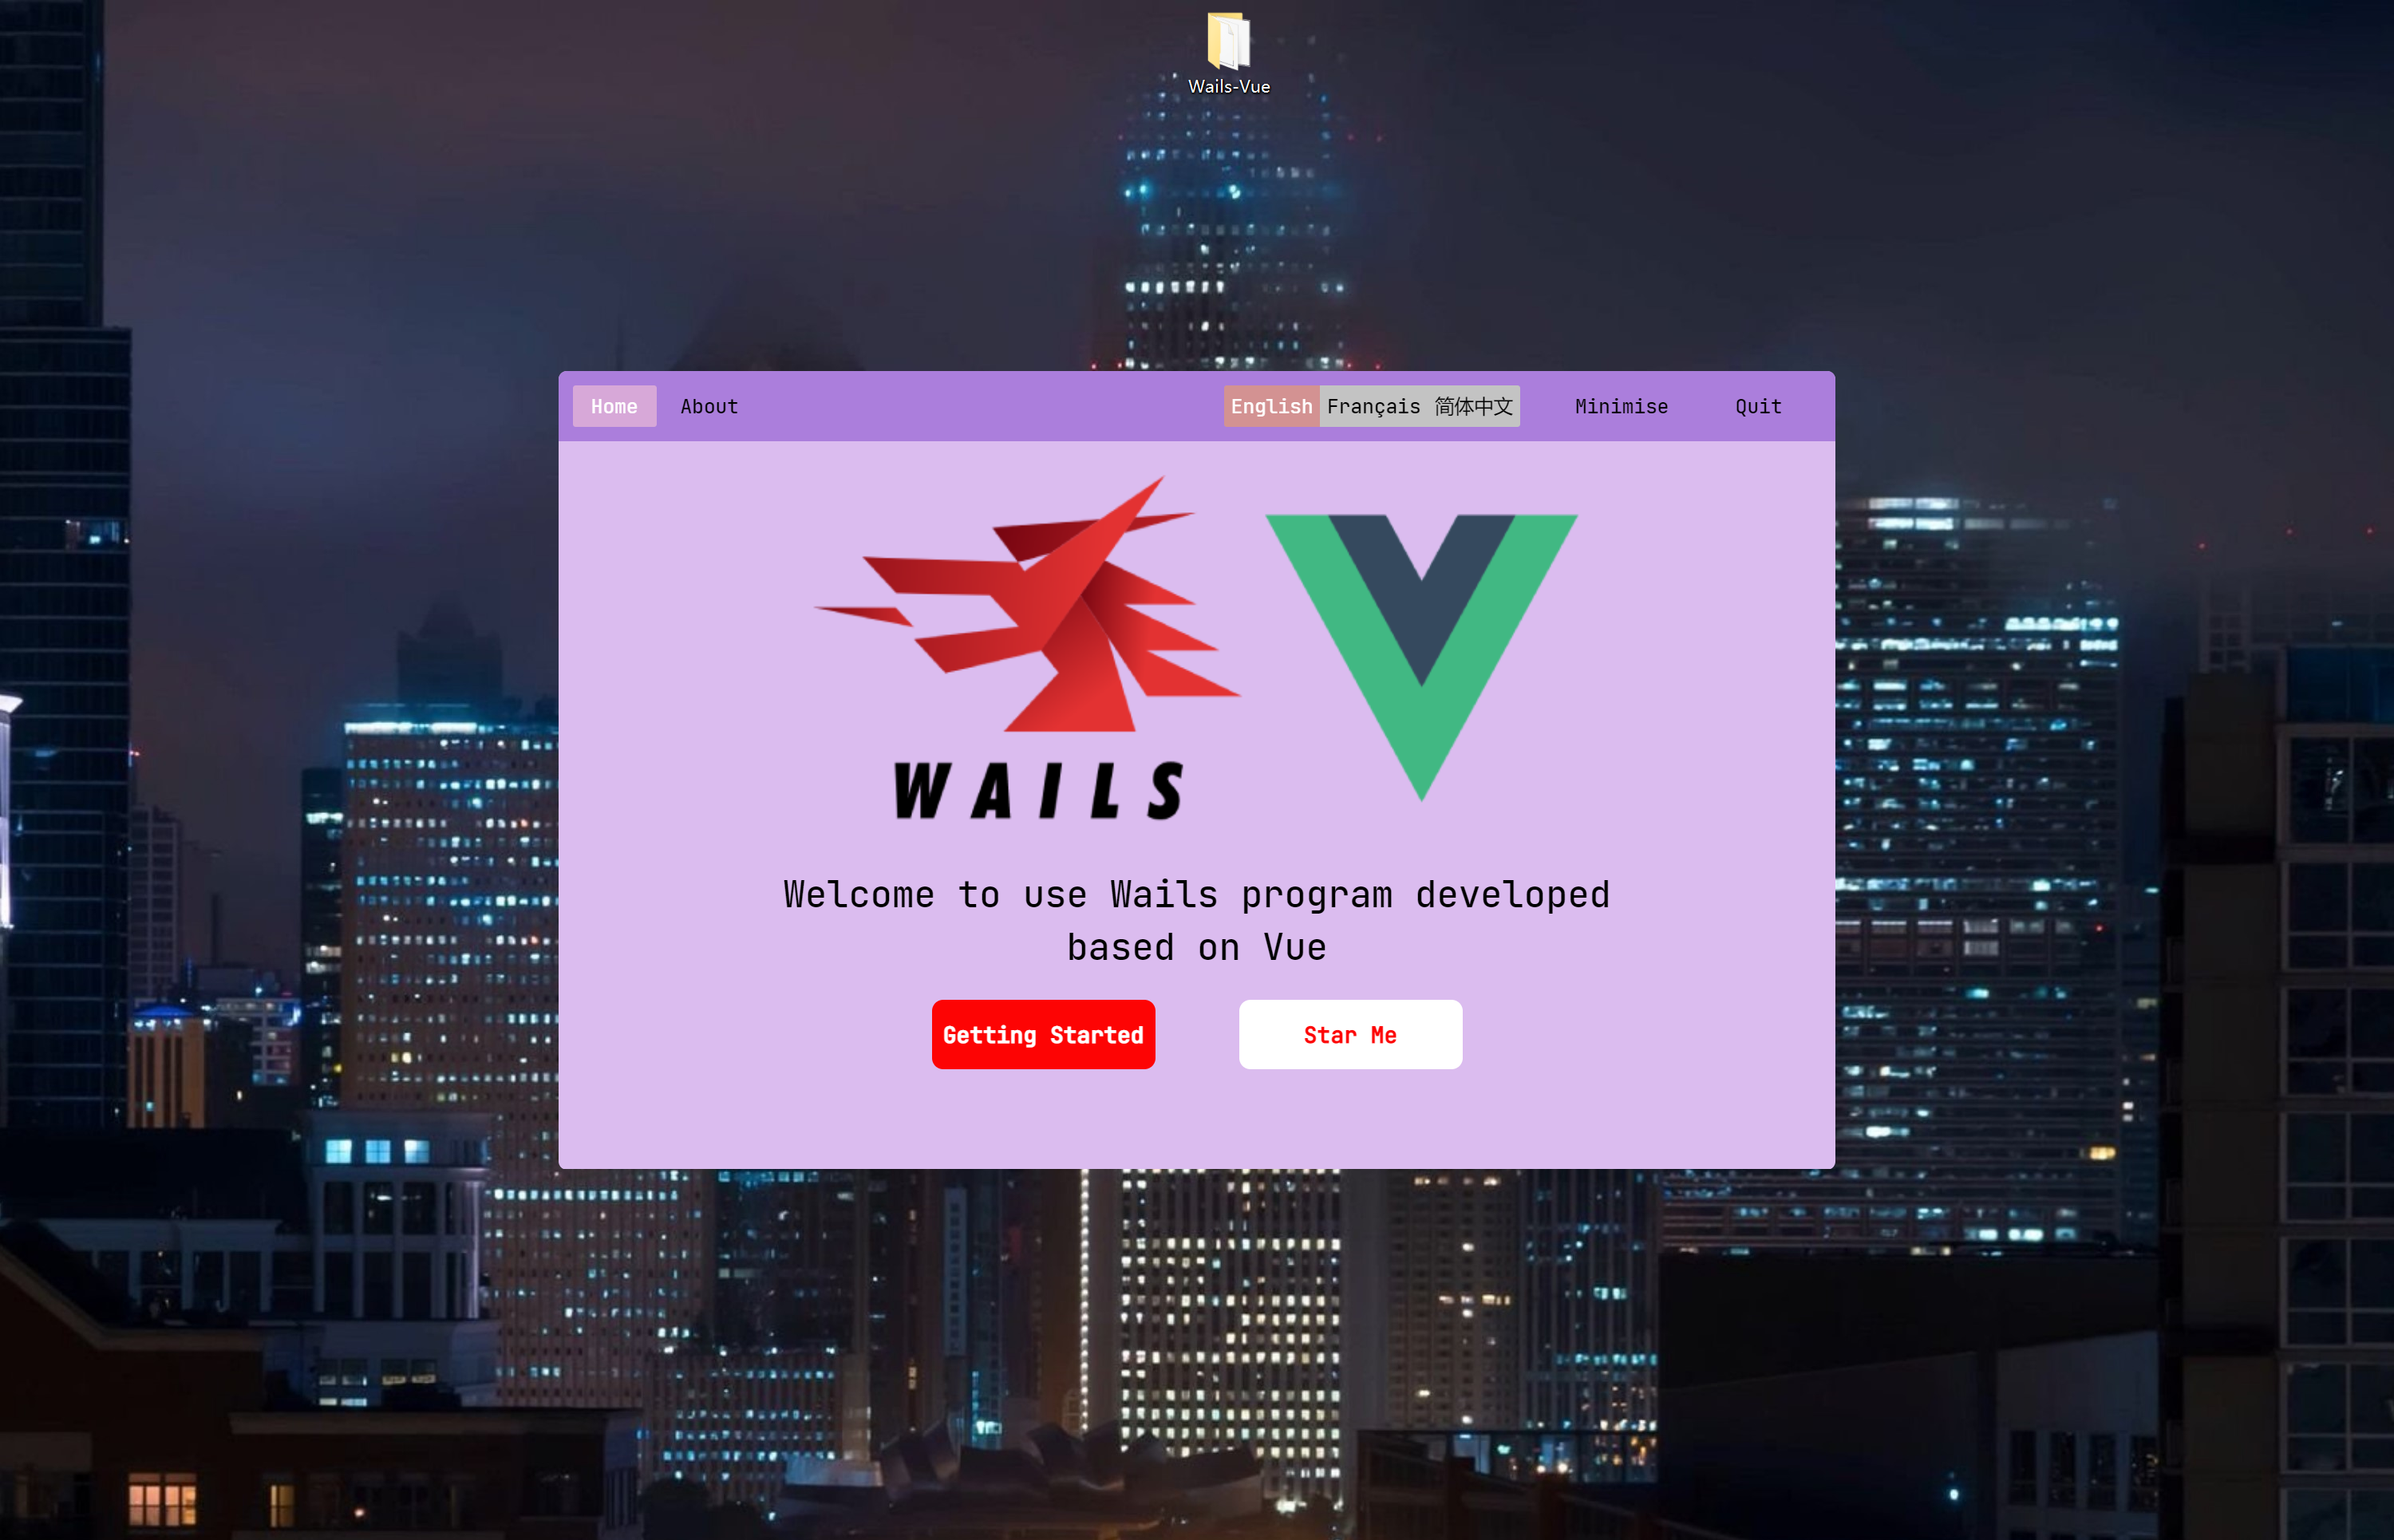 Wails-Vue
Home About English Français 简体中文 Minimise Quit
WAILS
Welcome to use Wails program developed
based on Vue
Getting Started Star Me